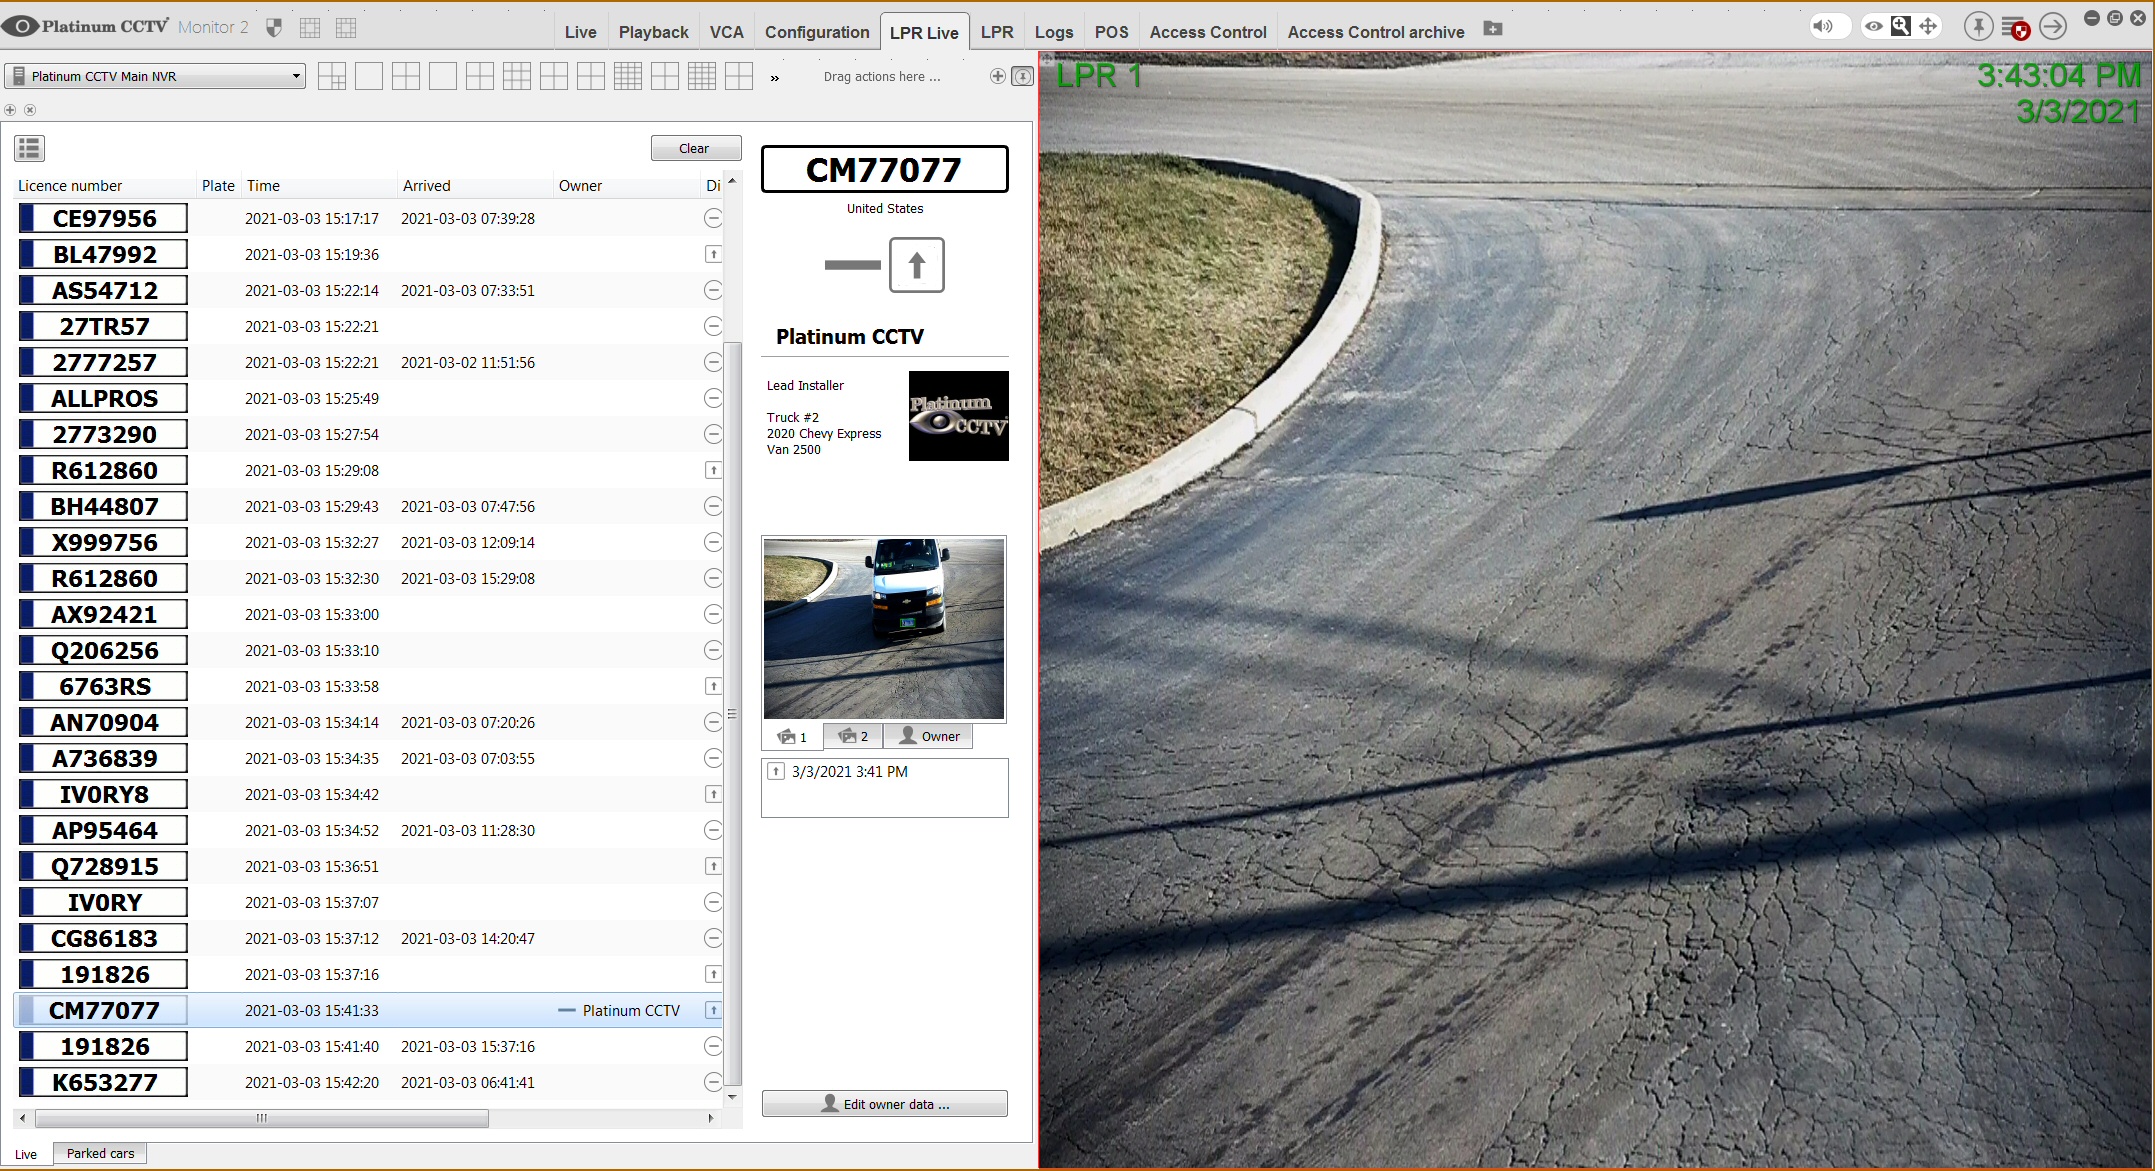 Platinum CCTV Monitor 2
Live Playback VCA Configuration LPR Live LPR Logs POS Access Control Access Control archive
Platinum CCTV Main NVR
» Drag actions here ...
LPR 1
3:43:04 PM
3/3/2021
Clear
Licence number Plate Time Arrived Owner Di
CE97956 2021-03-03 15:17:17 2021-03-03 07:39:28
BL47992 2021-03-03 15:19:36
AS54712 2021-03-03 15:22:14 2021-03-03 07:33:51
27TR57 2021-03-03 15:22:21
2777257 2021-03-03 15:22:21 2021-03-02 11:51:56
ALLPROS 2021-03-03 15:25:49
2773290 2021-03-03 15:27:54
R612860 2021-03-03 15:29:08
BH44807 2021-03-03 15:29:43 2021-03-03 07:47:56
X999756 2021-03-03 15:32:27 2021-03-03 12:09:14
R612860 2021-03-03 15:32:30 2021-03-03 15:29:08
AX92421 2021-03-03 15:33:00
Q206256 2021-03-03 15:33:10
6763RS 2021-03-03 15:33:58
AN70904 2021-03-03 15:34:14 2021-03-03 07:20:26
A736839 2021-03-03 15:34:35 2021-03-03 07:03:55
IV0RY8 2021-03-03 15:34:42
AP95464 2021-03-03 15:34:52 2021-03-03 11:28:30
Q728915 2021-03-03 15:36:51
IV0RY 2021-03-03 15:37:07
CG86183 2021-03-03 15:37:12 2021-03-03 14:20:47
191826 2021-03-03 15:37:16
CM77077 2021-03-03 15:41:33 Platinum CCTV
191826 2021-03-03 15:41:40 2021-03-03 15:37:16
K653277 2021-03-03 15:42:20 2021-03-03 06:41:41
Live Parked cars
CM77077
United States
Platinum CCTV
Lead Installer
Truck #2
2020 Chevy Express
Van 2500
Platinum
CCTV
1 2 Owner
3/3/2021 3:41 PM
Edit owner data ...